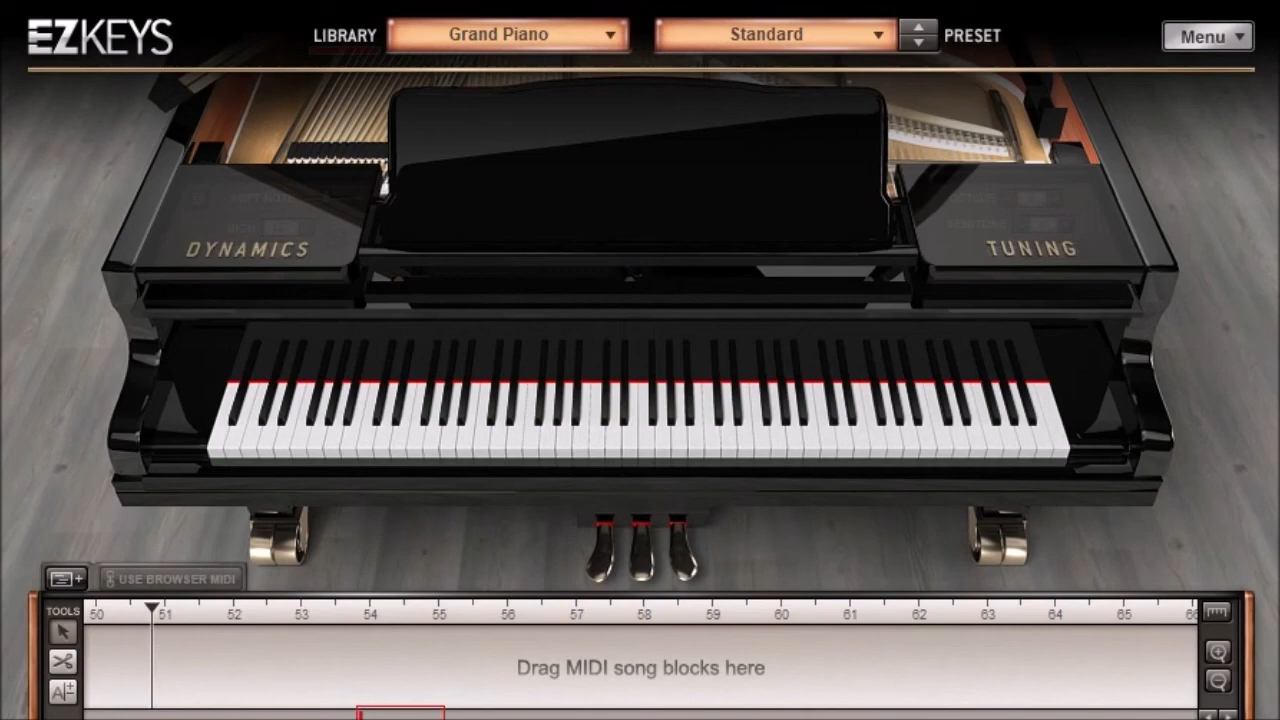 EZKEYS
LIBRARY Grand Piano Standard PRESET Menu
DYNAMICS TUNING
USE BROWSER MIDI
TOOLS 50 51 52 53 54 55 56 57 58 59 60 61 62 63 64 65
Drag MIDI song blocks here